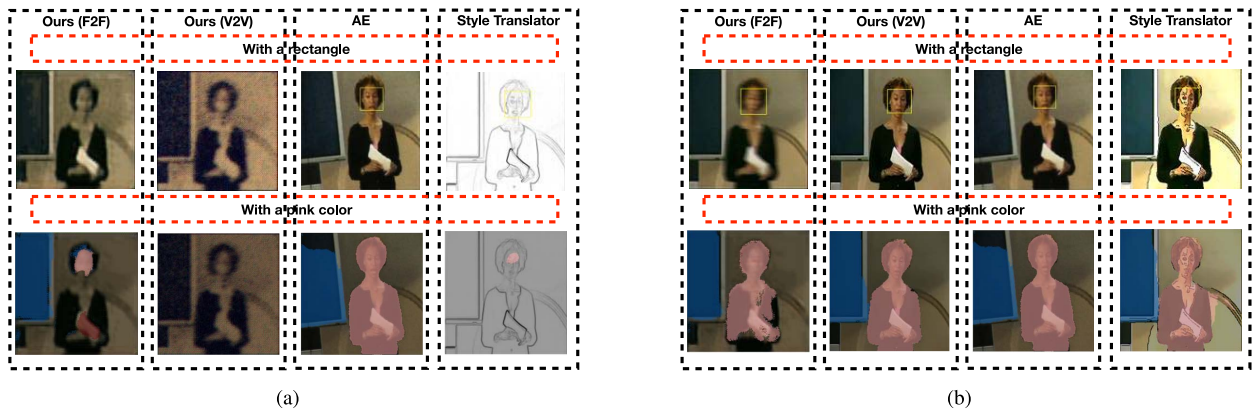 Ours (F2F) Ours (V2V) AE Style Translator
With a rectangle
With a pink color
(a)
Ours (F2F) Ours (V2V) AE Style Translator
With a rectangle
With a pink color
(b)